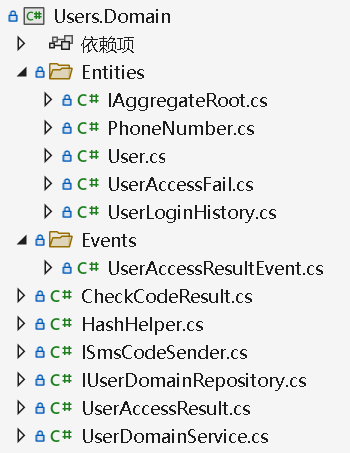 Users.Domain
依赖项
Entities
C# IAggregateRoot.cs
C# PhoneNumber.cs
C# User.cs
C# UserAccessFail.cs
C# UserLoginHistory.cs
Events
C# UserAccessResultEvent.cs
C# CheckCodeResult.cs
C# HashHelper.cs
C# ISmsCodeSender.cs
C# IUserDomainRepository.cs
C# UserAccessResult.cs
C# UserDomainService.cs